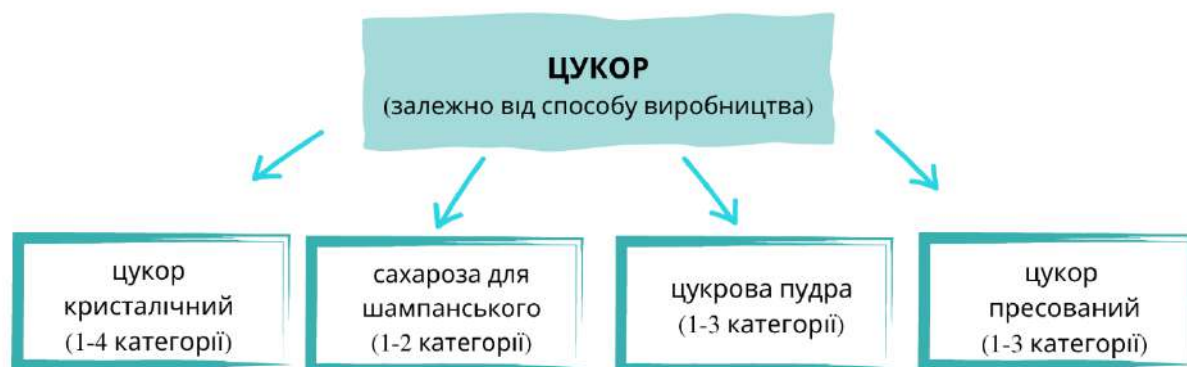 ЦУКОР
(залежно від способу виробництва)
цукор
кристалічний
(1-4 категорії)
сахароза для
шампанського
(1-2 категорії)
цукрова пудра
(1-3 категорії)
цукор
пресований
(1-3 категорії)